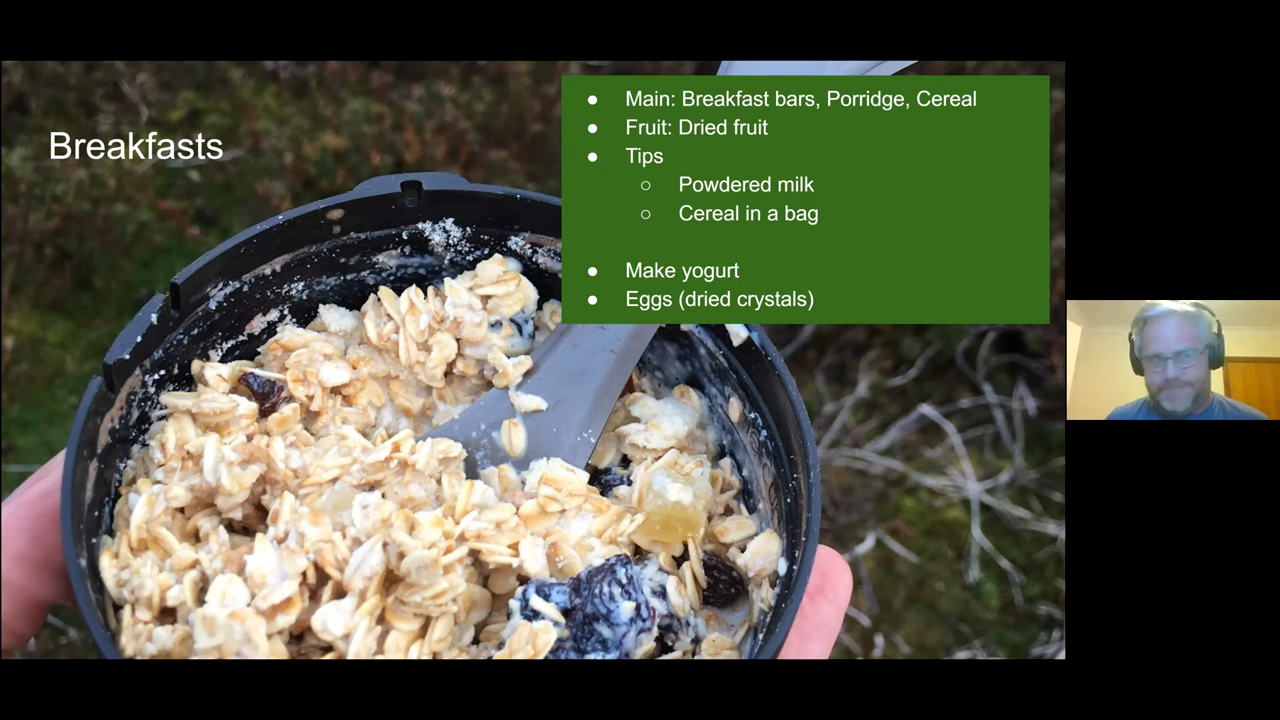 Breakfasts
● Main: Breakfast bars, Porridge, Cereal
● Fruit: Dried fruit
● Tips
○ Powdered milk
○ Cereal in a bag
● Make yogurt
● Eggs (dried crystals)